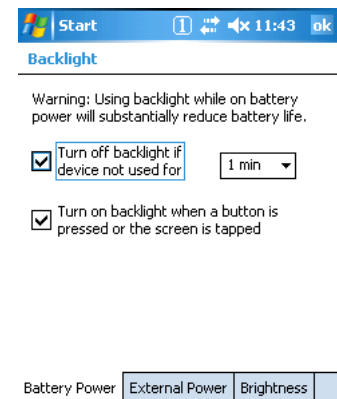 Start 1 11:43 ok
Backlight
Warning: Using backlight while on battery
power will substantially reduce battery life.
Turn off backlight if
device not used for
1 min
Turn on backlight when a button is
pressed or the screen is tapped
Battery Power External Power Brightness